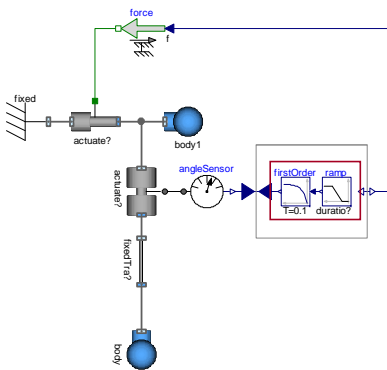 force
f
fixed
actuate?
body1
actuate?
angleSensor
firstOrder
ramp
T=0.1
duratio?
fixedTra?
body